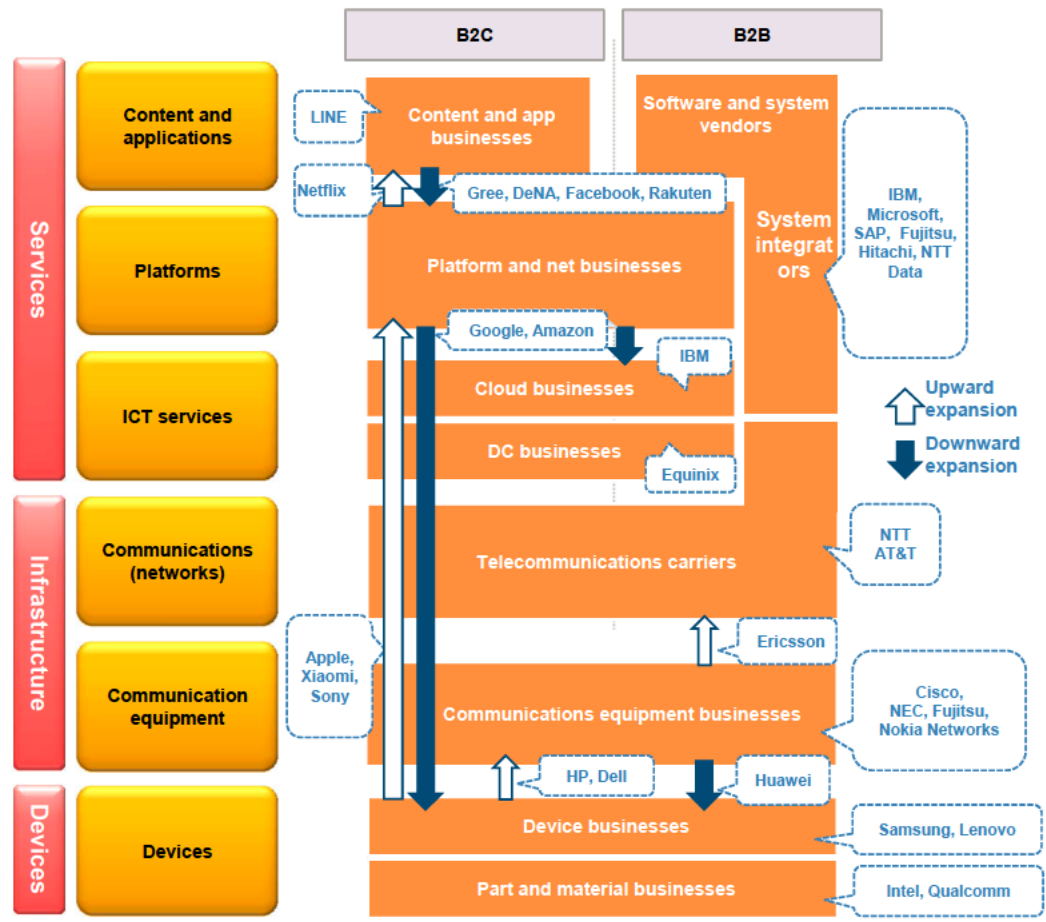 B2C
B2B
Services
Content and
applications
LINE
Content and app
businesses
Software and system
vendors
Netflix
Gree, DeNA, Facebook, Rakuten
IBM,
Microsoft,
SAP, Fujitsu,
Hitachi, NTT
Data
System
integrat
ors
Platforms
Platform and net businesses
Google, Amazon
IBM
ICT services
Cloud businesses
Upward
expansion
DC businesses
Downward
expansion
Equinix
Infrastructure
Communications
(networks)
Telecommunications carriers
NTT
AT&T
Apple,
Xiaomi,
Sony
Ericsson
Communication
equipment
Communications equipment businesses
Cisco,
NEC, Fujitsu,
Nokia Networks
HP, Dell
Huawei
Devices
Devices
Device businesses
Samsung, Lenovo
Part and material businesses
Intel, Qualcomm